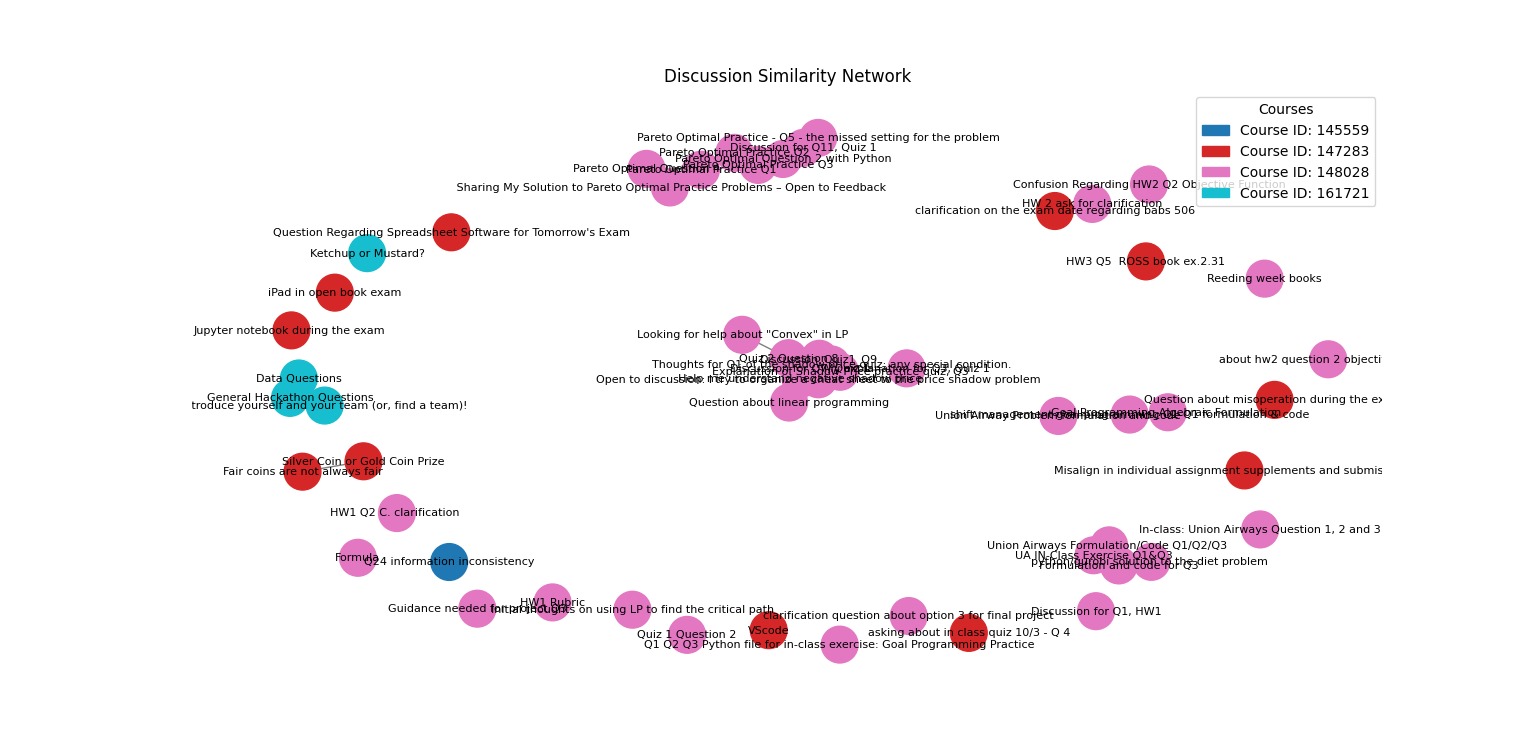 Discussion Similarity Network
Courses
Course ID: 145559
Course ID: 147283
Course ID: 148028
Course ID: 161721
Pareto Optimal Practice - Q5 - the missed setting for the problem
Discussion for Q11, Quiz 1
Pareto Optimal Practice Q2
Pareto Optimal Question 2 with Python
Pareto Optimal Practice Q3
Pareto Optimal Question
Pareto Optimal Practice Q1
Sharing My Solution to Pareto Optimal Practice Problems – Open to Feedback
Confusion Regarding HW2 Q2 Objective Function
HW 2 ask for clarification
clarification on the exam date regarding babs 506
Question Regarding Spreadsheet Software for Tomorrow's Exam
Ketchup or Mustard?
HW3 Q5 ROSS book ex.2.31
Reeding week books
iPad in open book exam
Jupyter notebook during the exam
Looking for help about "Convex" in LP
Quiz 2 Question 8
Thoughts for Q1 of the shadow price quiz: any special condition.
Explanation of Shadow Price practice quiz, Q9
Open to discussion: I try to organize a cheat sheet to the price shadow problem
Help me understand negative shadow price
Question about linear programming
about hw2 question 2 objecti
Data Questions
General Hackathon Questions
troduce yourself and your team (or, find a team)!
Question about misoperation during the ex
Goal Programming Algebraic Formulation
Union Airway Problem formulation and code
Silver Coin or Gold Coin Prize
Fair coins are not always fair
Misalign in individual assignment supplements and submis
HW1 Q2 C. clarification
In-class: Union Airways Question 1, 2 and 3
Union Airways Formulation/Code Q1/Q2/Q3
UA IN-Class Exercise Q1&Q3
python/gurobi solution to the diet problem
Formulation and code for Q3
Formula
Q24 information inconsistency
HW1 Rubric
Guidance needed for project
Initial thoughts on using LP to find the critical path
Discussion for Q1, HW1
clarification question about option 3 for final project
VScode
asking about in class quiz 10/3 - Q 4
Quiz 1 Question 2
Q1 Q2 Q3 Python file for in-class exercise: Goal Programming Practice